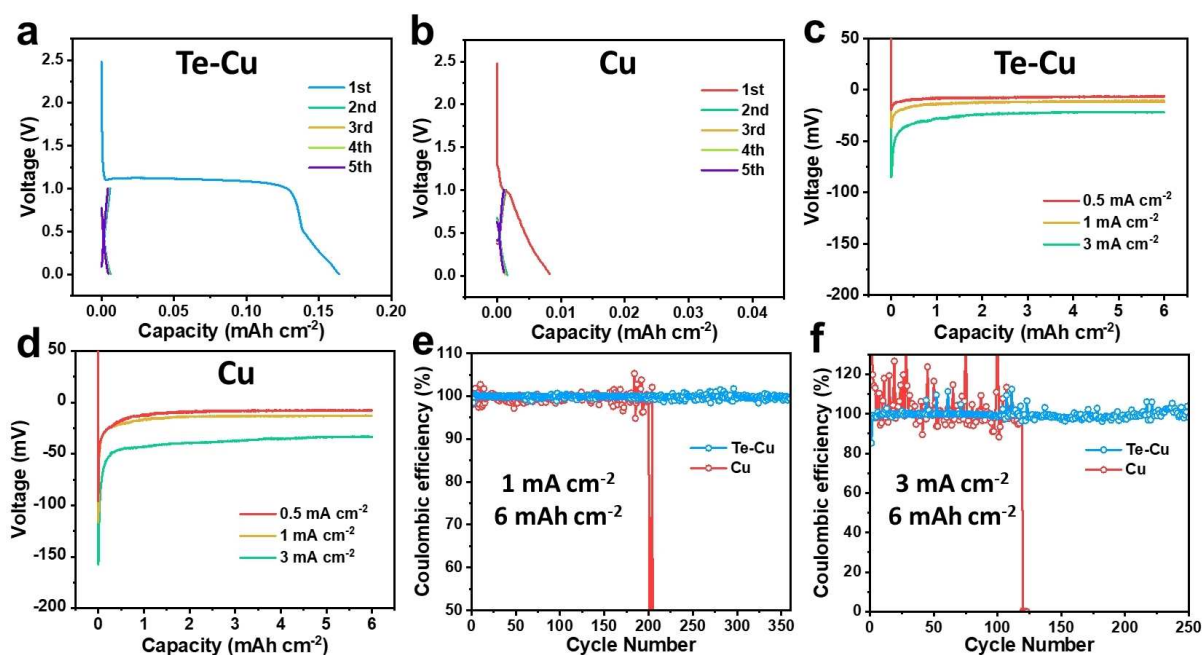 a
Te-Cu
Voltage (V)
2.5
2.0
1.5
1.0
0.5
0.0
1st
2nd
3rd
4th
5th
0.00 0.05 0.10 0.15 0.20
Capacity (mAh cm⁻²)
b
Cu
Voltage (V)
2.5
2.0
1.5
1.0
0.5
0.0
1st
2nd
3rd
4th
5th
0.00 0.01 0.02 0.03 0.04
Capacity (mAh cm⁻²)
c
Te-Cu
Voltage (mV)
50
0
-50
-100
-150
-200
0.5 mA cm⁻²
1 mA cm⁻²
3 mA cm⁻²
0 1 2 3 4 5 6
Capacity (mAh cm⁻²)
d
Cu
Voltage (mV)
50
0
-50
-100
-150
-200
0.5 mA cm⁻²
1 mA cm⁻²
3 mA cm⁻²
0 1 2 3 4 5 6
Capacity (mAh cm⁻²)
e
Coulombic efficiency (%)
110
100
90
80
70
60
50
Te-Cu
Cu
1 mA cm⁻²
6 mAh cm⁻²
0 50 100 150 200 250 300 350
Cycle Number
f
Coulombic efficiency (%)
120
100
80
60
40
20
0
Te-Cu
Cu
3 mA cm⁻²
6 mAh cm⁻²
0 50 100 150 200 250
Cycle Number